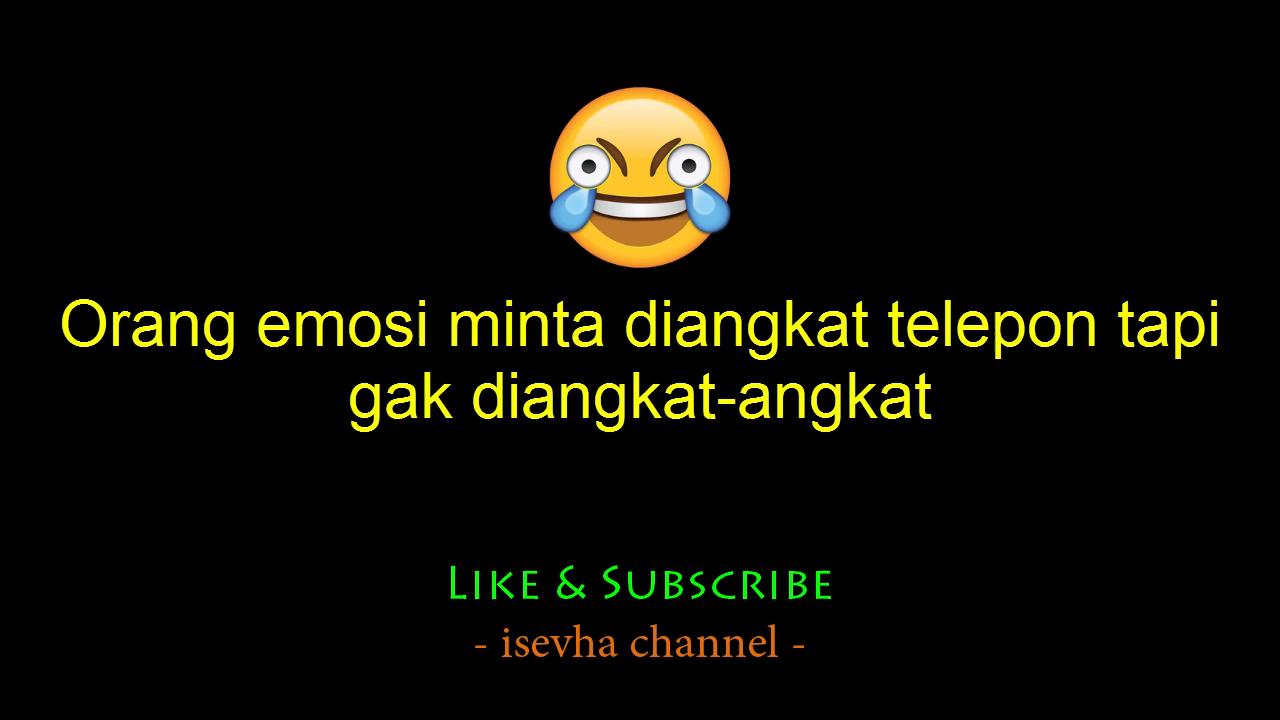 Orang emosi minta diangkat telepon tapi
gak diangkat-angkat
Like & Subscribe
- isevha channel -